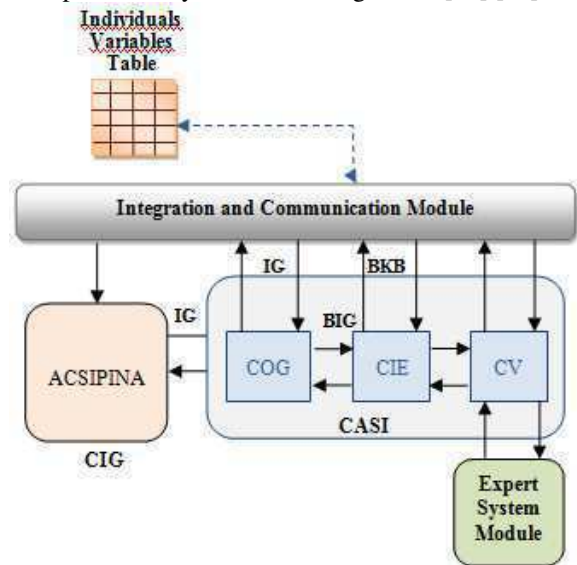 Individuals
Variables
Table
Integration and Communication Module
IG
BKB
IG
BIG
ACSIPINA
COG
CIE
CV
CASI
CIG
Expert
System
Module